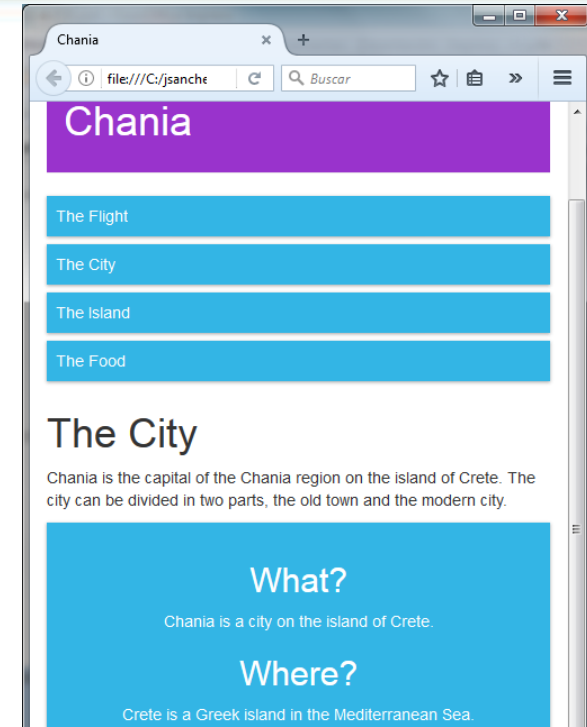 Chania
file:///C:/jsanche
Buscar
Chania
The Flight
The City
The Island
The Food
The City
Chania is the capital of the Chania region on the island of Crete. The
city can be divided in two parts, the old town and the modern city.
What?
Chania is a city on the island of Crete.
Where?
Crete is a Greek island in the Mediterranean Sea.